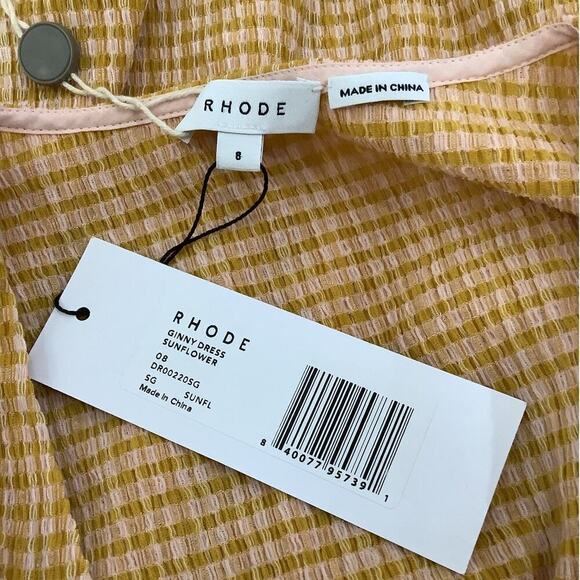 RHODE
MADE IN CHINA
8
RHODE
GINNY DRESS
SUNFLOWER
08
DR00220SG
SG SUNFL
Made in China
8 40077 95739 1